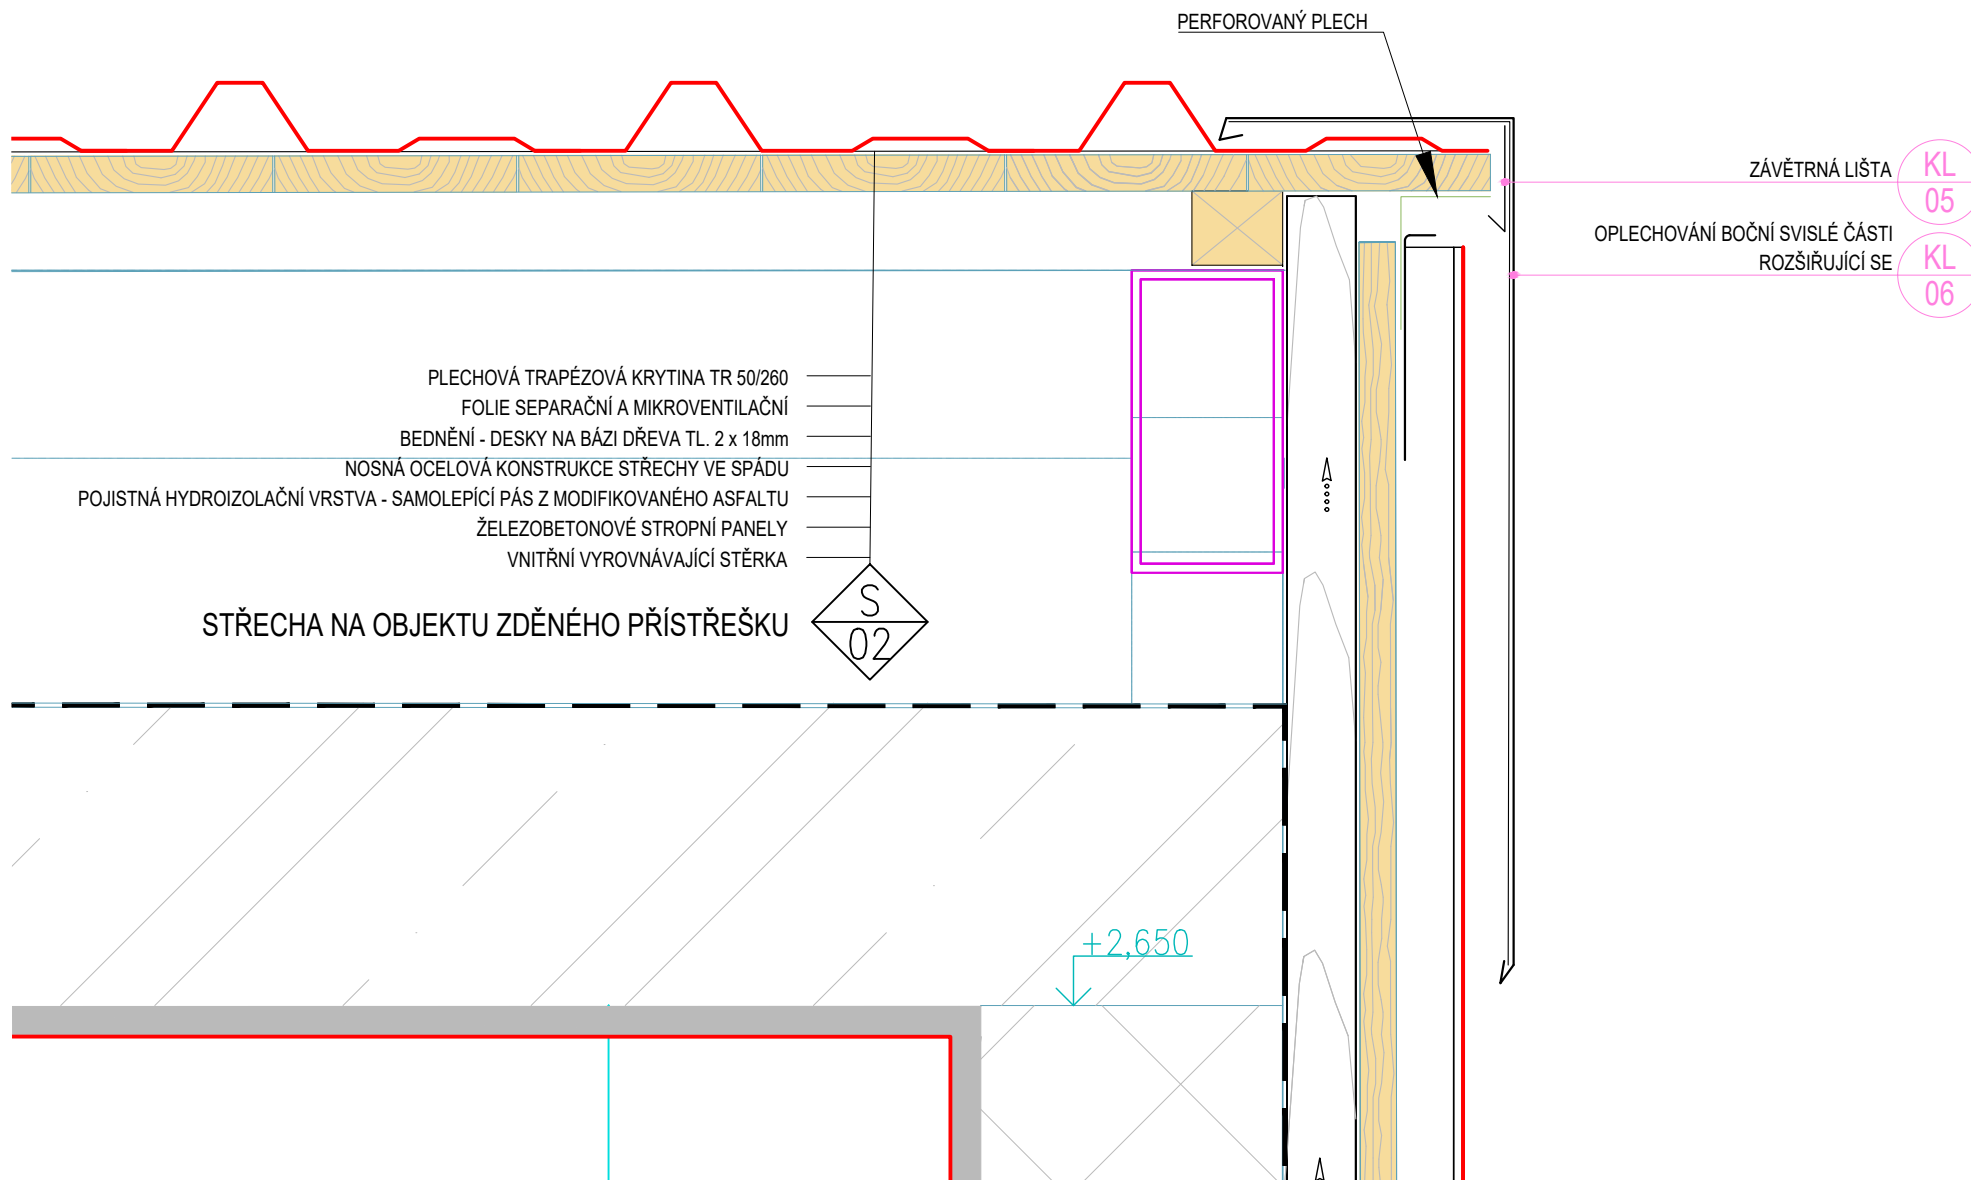 PERFOROVANÝ PLECH
ZÁVĚTRNÁ LIŠTA
KL
05
OPLECHOVÁNÍ BOČNÍ SVISLÉ ČÁSTI
ROZŠIŘUJÍCÍ SE
KL
06
PLECHOVÁ TRAPÉZOVÁ KRYTINA TR 50/260
FOLIE SEPARAČNÍ A MIKROVENTILAČNÍ
BEDNĚNÍ - DESKY NA BÁZI DŘEVA TL. 2 x 18mm
NOSNÁ OCELOVÁ KONSTRUKCE STŘECHY VE SPÁDU
POJISTNÁ HYDROIZOLAČNÍ VRSTVA - SAMOLEPÍCÍ PÁS Z MODIFIKOVANÉHO ASFALTU
ŽELEZOBETONOVÉ STROPNÍ PANELY
VNITŘNÍ VYROVNÁVAJÍCÍ STĚRKA
STŘECHA NA OBJEKTU ZDĚNÉHO PŘÍSTŘEŠKU
S
02
+2,650